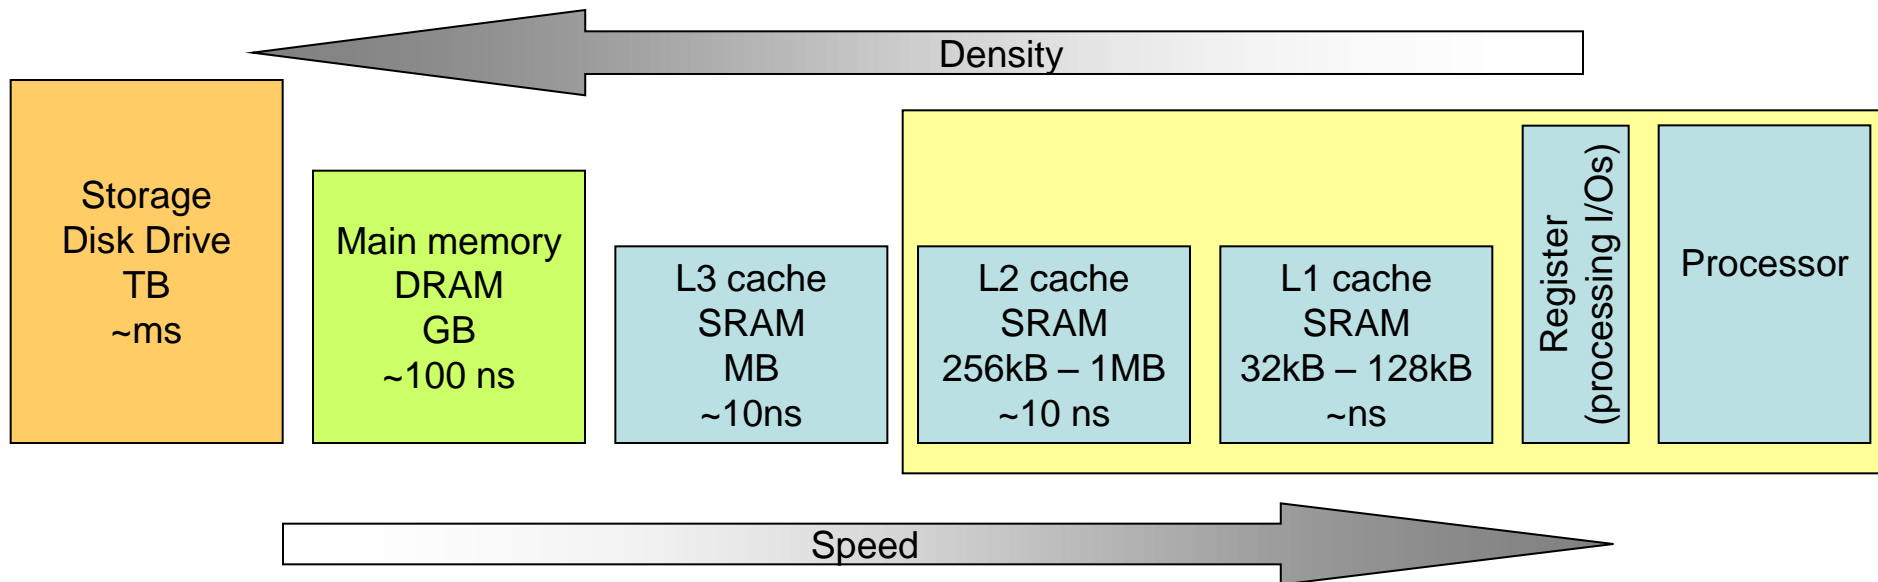 Density
Storage
Disk Drive
TB
~ms
Main memory
DRAM
GB
~100 ns
L3 cache
SRAM
MB
~10ns
L2 cache
SRAM
256kB – 1MB
~10 ns
L1 cache
SRAM
32kB – 128kB
~ns
Register
(processing I/Os)
Processor
Speed